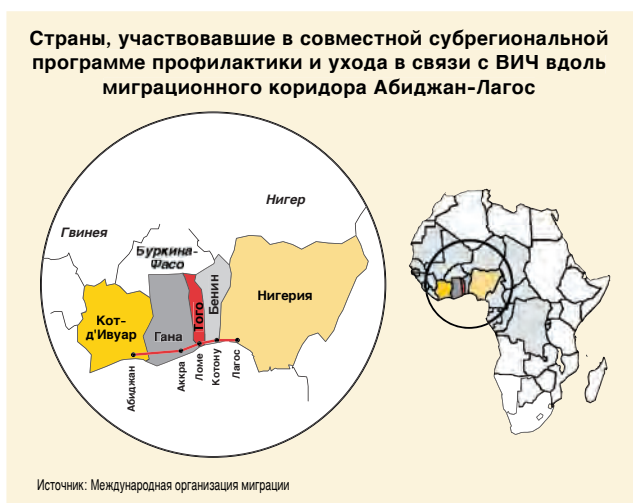 Страны, участвовавшие в совместной субрегиональной
программе профилактики и ухода в связи с ВИЧ вдоль
миграционного коридора Абиджан-Лагос
Нигер
Гвинея
Буркина-
Фасо
Бенин
Того
Нигерия
Кот-
д'Ивуар
Гана
Абиджан
Аккра
Ломе
Котону
Лагос
Источник: Международная организация миграции